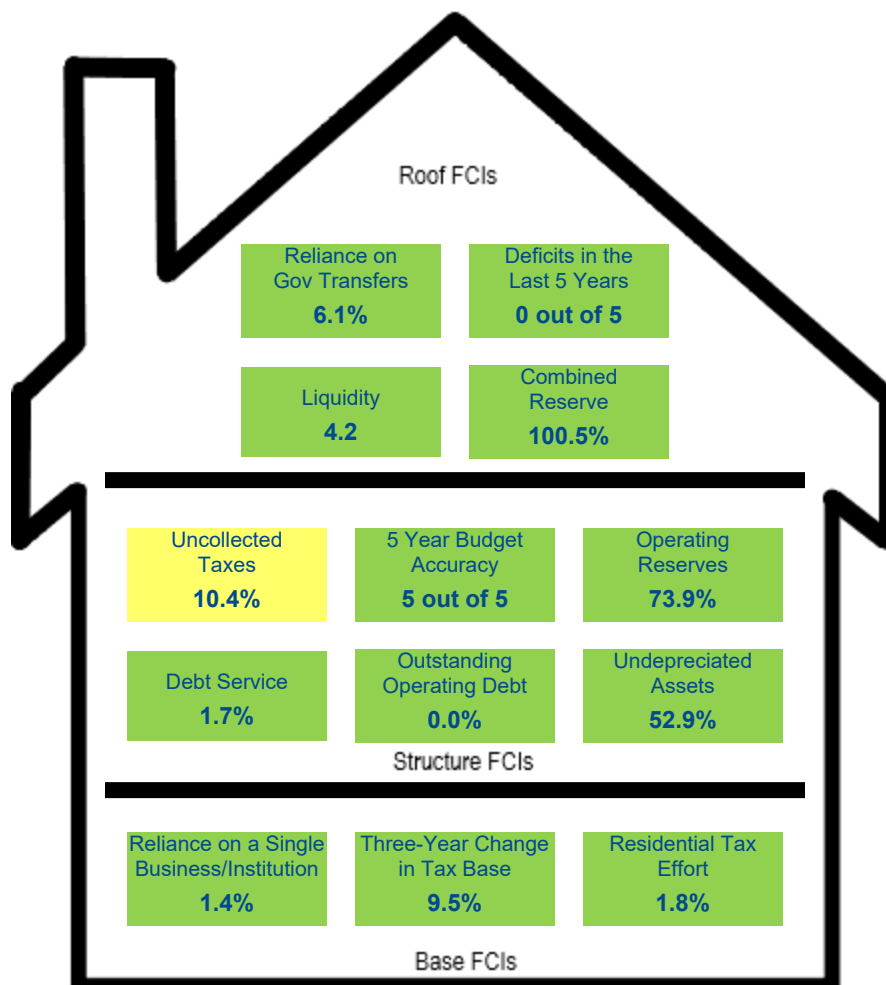 Roof FCIs
Reliance on
Gov Transfers
6.1%
Deficits in the
Last 5 Years
0 out of 5
Liquidity
4.2
Combined
Reserve
100.5%
Uncollected
Taxes
10.4%
5 Year Budget
Accuracy
5 out of 5
Operating
Reserves
73.9%
Debt Service
1.7%
Outstanding
Operating Debt
0.0%
Undepreciated
Assets
52.9%
Structure FCIs
Reliance on a Single
Business/Institution
1.4%
Three-Year Change
in Tax Base
9.5%
Residential Tax
Effort
1.8%
Base FCIs